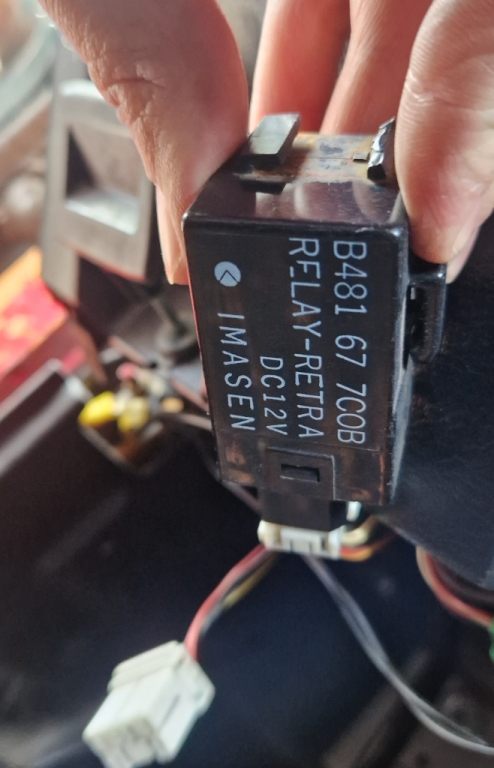 B481 67 7C0B
RELAY-RETRA
DC12V
IMASEN